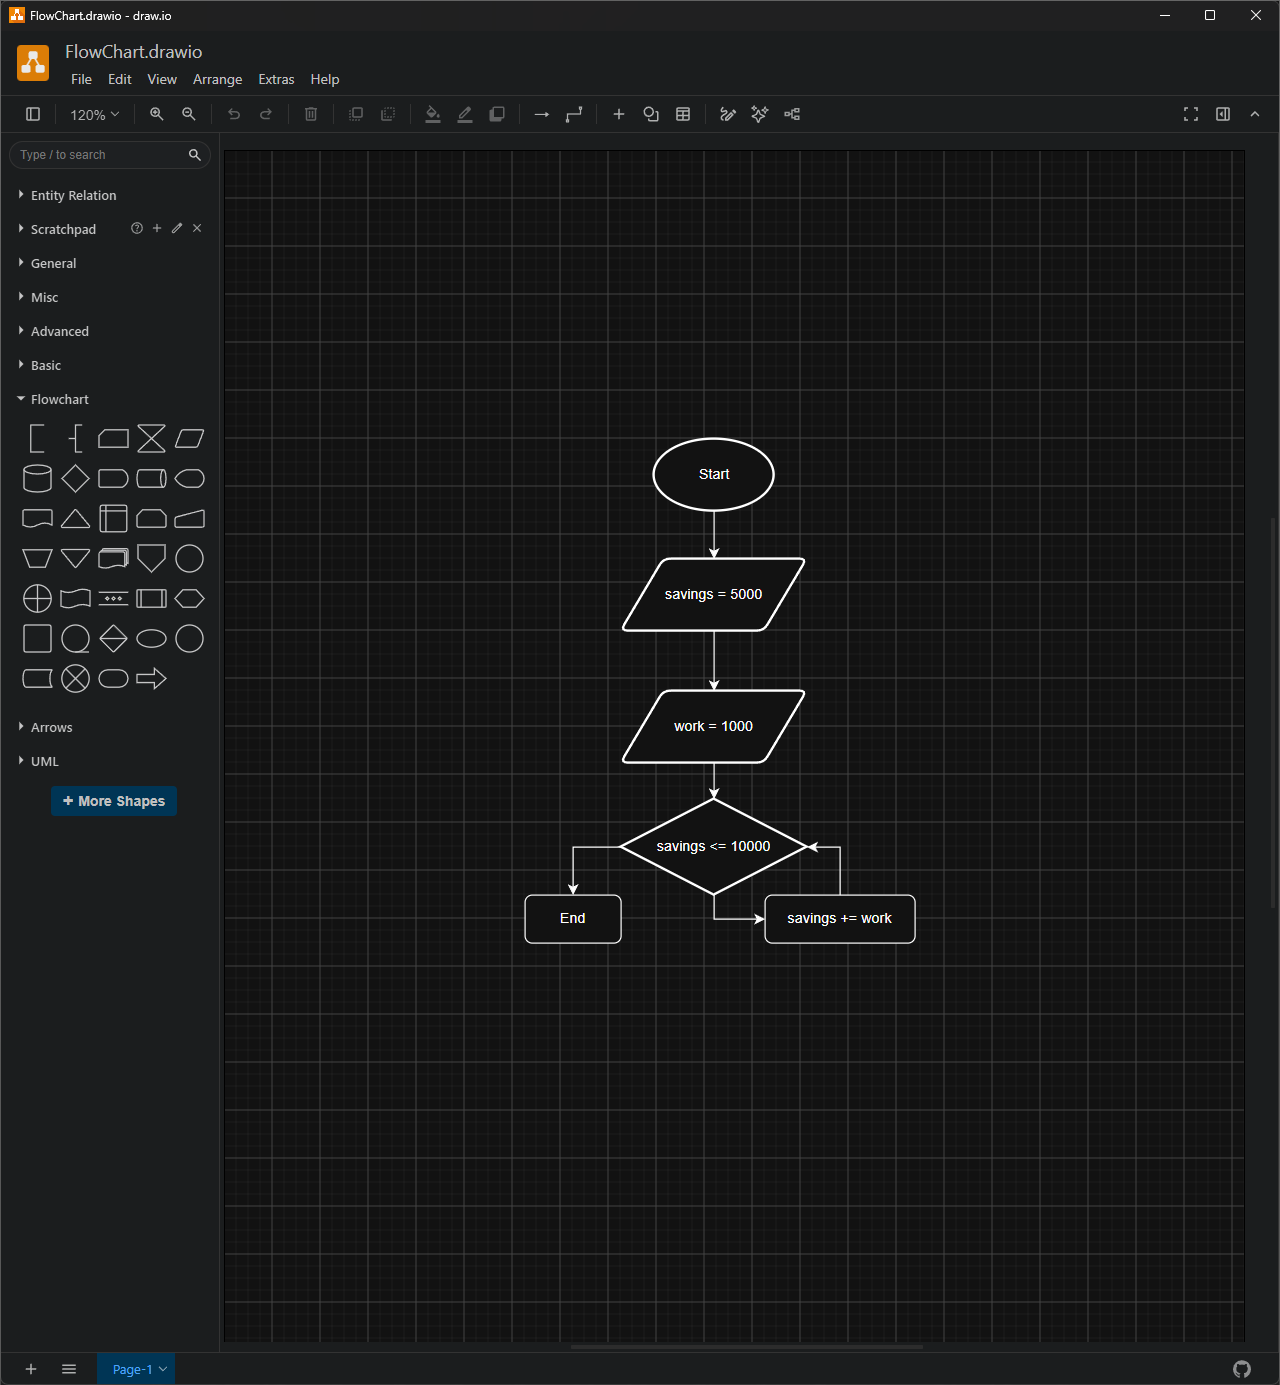 FlowChart.drawio - draw.io
FlowChart.drawio
File Edit View Arrange Extras Help
120%
Type / to search
Entity Relation
Scratchpad
General
Misc
Advanced
Basic
Flowchart
Arrows
UML
+ More Shapes
Start
savings = 5000
work = 1000
savings <= 10000
End
savings += work
Page-1